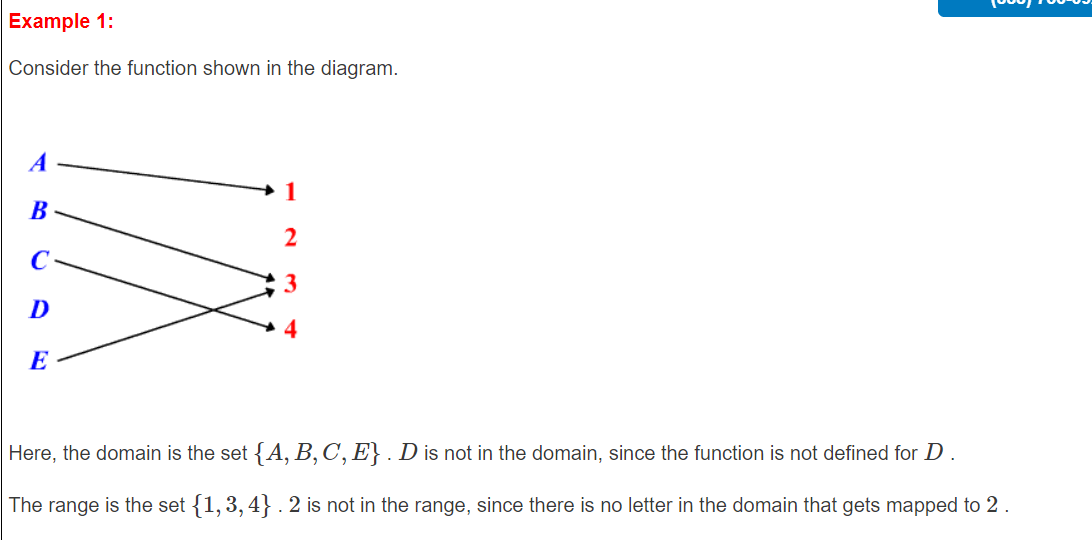 Example 1:
Consider the function shown in the diagram.
A
1
B
2
C
3
D
4
E
Here, the domain is the set {A, B, C, E} . D is not in the domain, since the function is not defined for D .
The range is the set {1, 3, 4} . 2 is not in the range, since there is no letter in the domain that gets mapped to 2 .